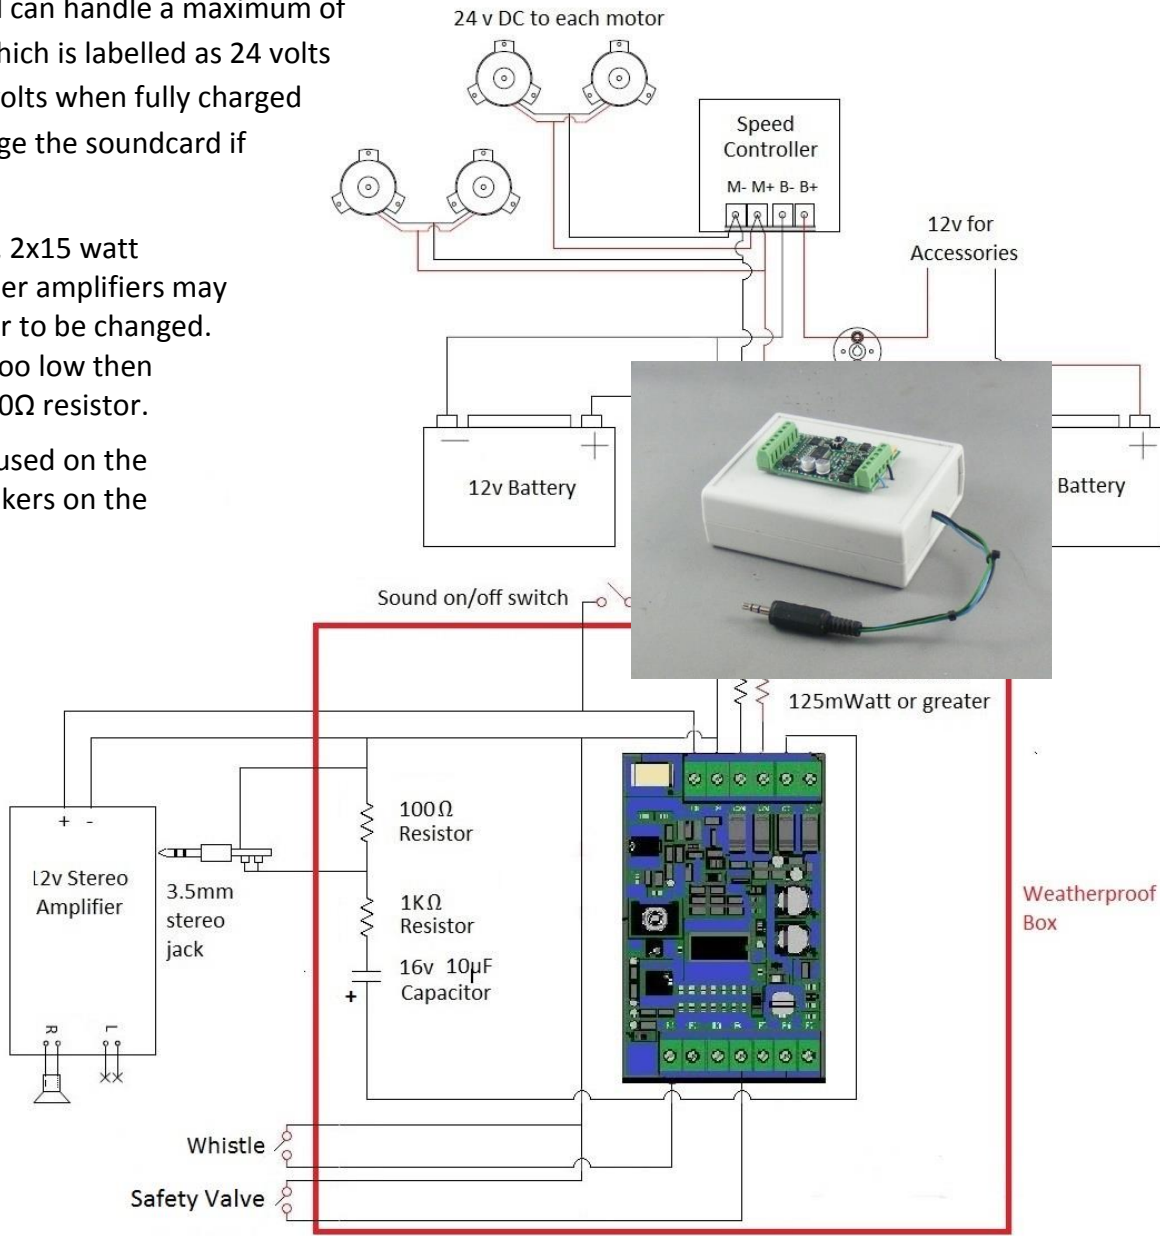 l can handle a maximum of
hich is labelled as 24 volts
olts when fully charged
ge the soundcard if
2x15 watt
er amplifiers may
r to be changed.
oo low then
0Ω resistor.
used on the
kers on the
24 v DC to each motor
Speed
Controller
M- M+ B- B+
12v for
Accessories
12v Battery
Battery
Sound on/off switch
125mWatt or greater
100Ω
Resistor
1KΩ
Resistor
16v 10µF
Capacitor
+
+ -
12v Stereo
Amplifier
R L
3.5mm
stereo
jack
Weatherproof
Box
Whistle
Safety Valve